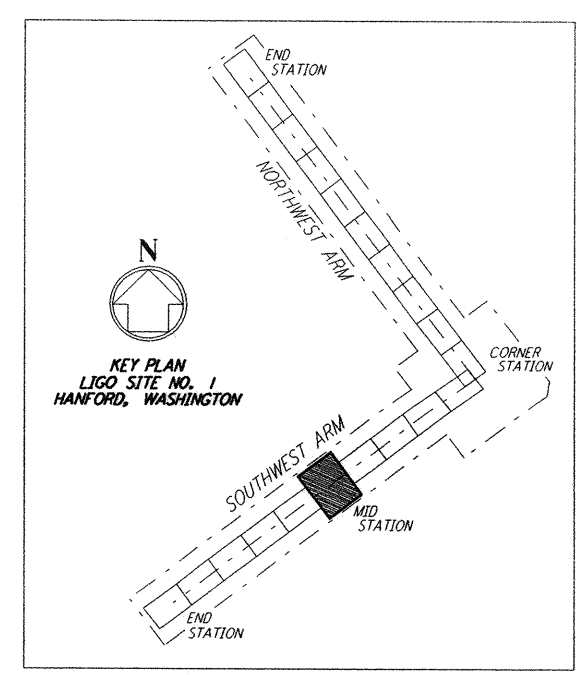 END
STATION
NORTHWEST ARM
N
KEY PLAN
LIGO SITE NO. 1
HANFORD, WASHINGTON
CORNER
STATION
SOUTHWEST ARM
MID
STATION
END
STATION